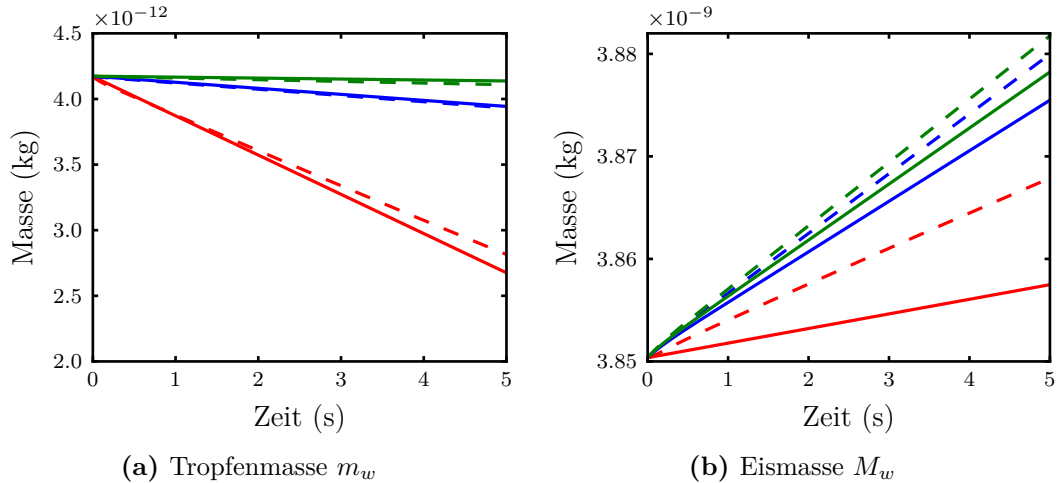 ×10⁻¹²
4.5
4.0
3.5
3.0
2.5
2.0
Masse (kg)
0 1 2 3 4 5
Zeit (s)
(a) Tropfenmasse m_w
×10⁻⁹
3.88
3.87
3.86
3.85
Masse (kg)
0 1 2 3 4 5
Zeit (s)
(b) Eismasse M_w